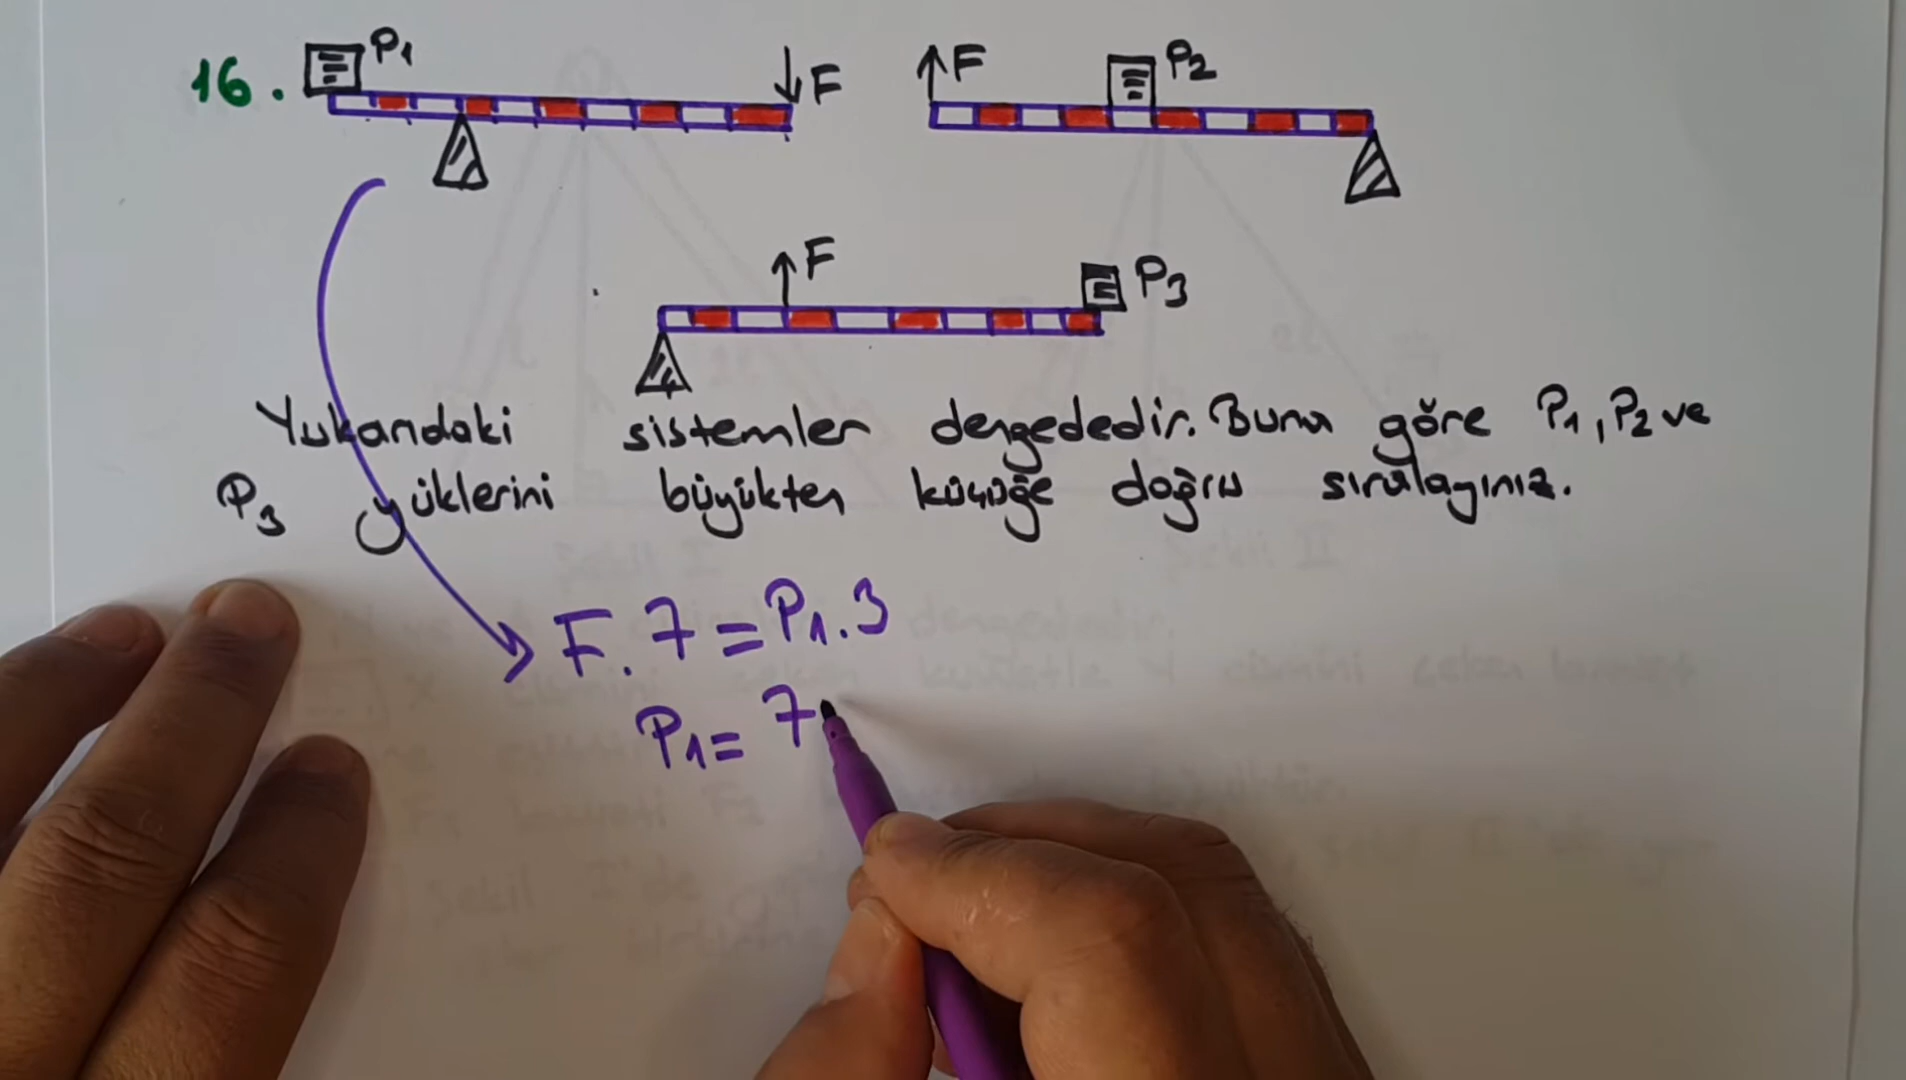 16. P1 F F P2
F P3
Yukarıdaki sistemler dengededir. Buna göre P1, P2 ve
P3 yüklerini büyükten küçüğe doğru sıralayınız.
F. 7 = P1. 3
P1 = 7